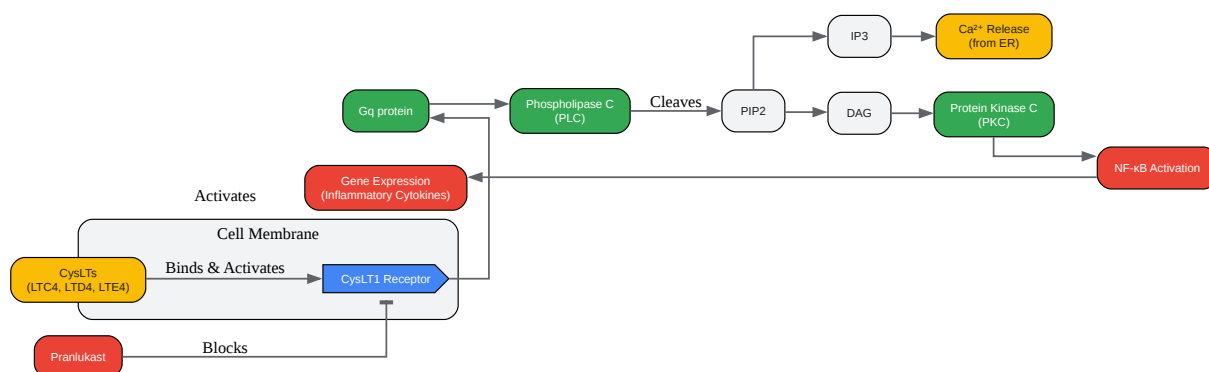 IP3
Ca²⁺ Release
(from ER)
Gq protein
Phospholipase C
(PLC)
Cleaves
PIP2
DAG
Protein Kinase C
(PKC)
NF-κB Activation
Gene Expression
(Inflammatory Cytokines)
Activates
Cell Membrane
CysLTs
(LTC4, LTD4, LTE4)
Binds & Activates
CysLT1 Receptor
Pranlukast
Blocks